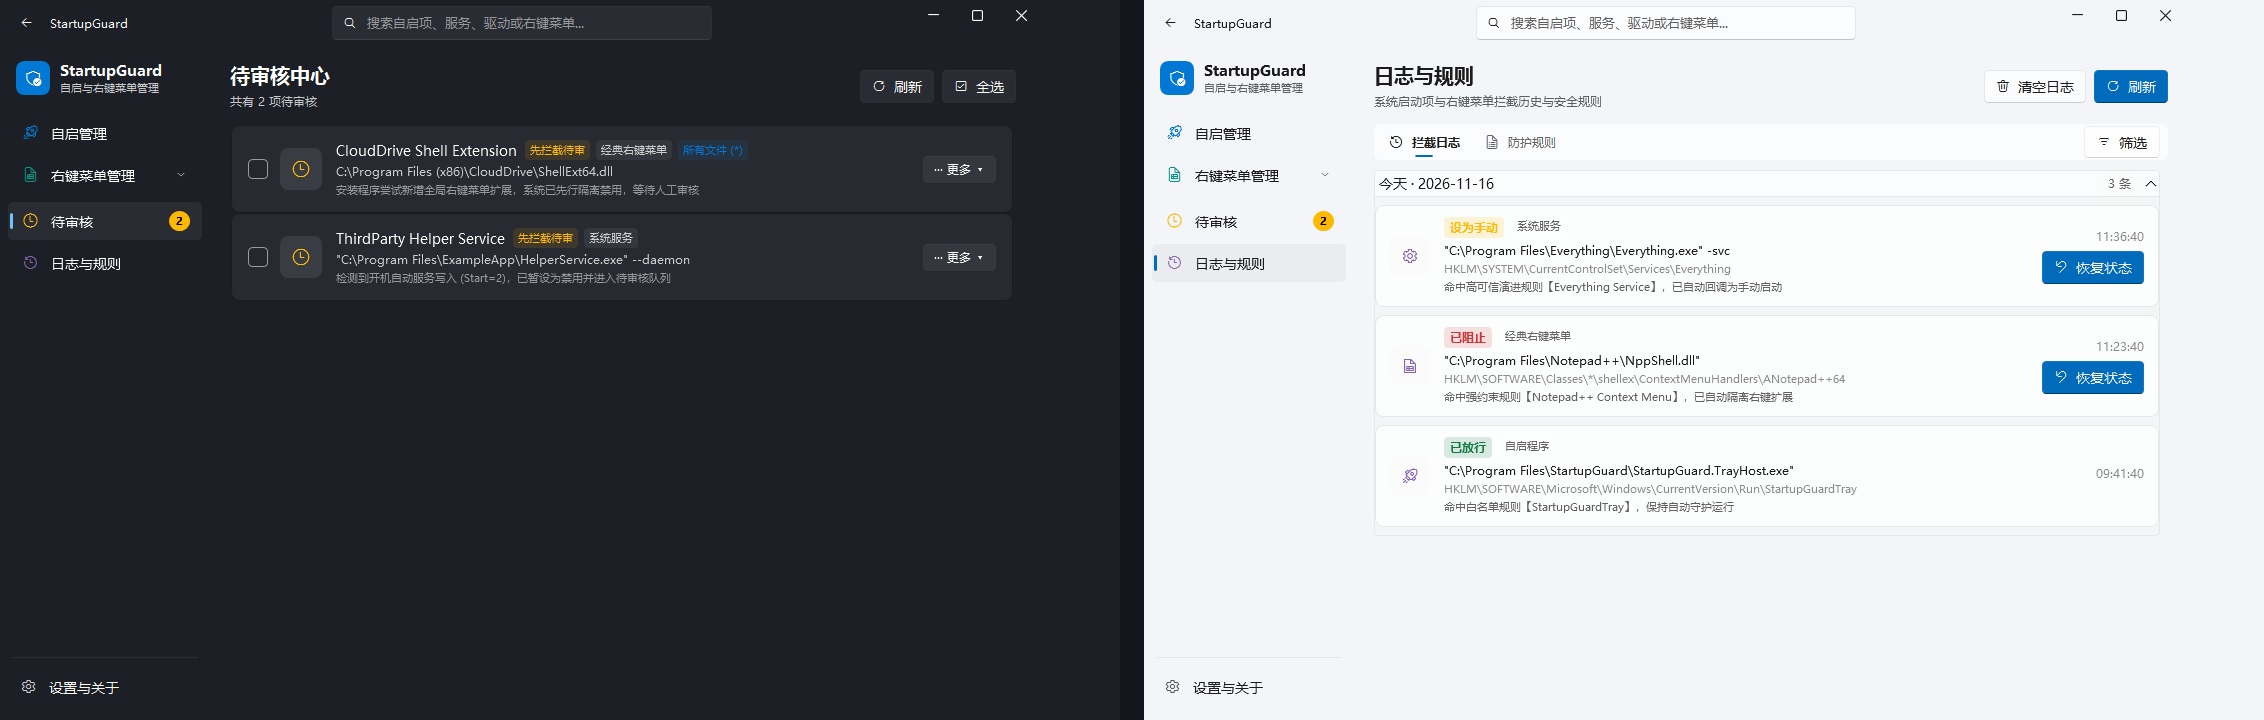 StartupGuard
搜索自启项、服务、驱动或右键菜单...
StartupGuard
自启与右键菜单管理
自启管理
右键菜单管理
待审核
2
日志与规则
设置与关于
待审核中心
共有 2 项待审核
刷新
全选
CloudDrive Shell Extension 先拦截待审 经典右键菜单 所有文件 (*)
C:\Program Files (x86)\CloudDrive\ShellExt64.dll
安装程序尝试新增全局右键菜单扩展，系统已先行隔离禁用，等待人工审核
··· 更多
ThirdParty Helper Service 先拦截待审 系统服务
"C:\Program Files\ExampleApp\HelperService.exe" --daemon
检测到开机自动服务写入 (Start=2)，已暂设为禁用并进入待审核队列
··· 更多
StartupGuard
搜索自启项、服务、驱动或右键菜单...
StartupGuard
自启与右键菜单管理
自启管理
右键菜单管理
待审核
2
日志与规则
设置与关于
日志与规则
系统启动项与右键菜单拦截历史与安全规则
清空日志
刷新
拦截日志
防护规则
筛选
今天 · 2026-11-16
3 条
设为手动 系统服务
"C:\Program Files\Everything\Everything.exe" -svc
HKLM\SYSTEM\CurrentControlSet\Services\Everything
命中高可信演进规则【Everything Service】，已自动回调为手动启动
11:36:40
恢复状态
已阻止 经典右键菜单
"C:\Program Files\Notepad++\NppShell.dll"
HKLM\SOFTWARE\Classes\*\shellex\ContextMenuHandlers\ANotepad++64
命中强约束规则【Notepad++ Context Menu】，已自动隔离右键扩展
11:23:40
恢复状态
已放行 自启程序
"C:\Program Files\StartupGuard\StartupGuard.TrayHost.exe"
HKLM\SOFTWARE\Microsoft\Windows\CurrentVersion\Run\StartupGuardTray
命中白名单规则【StartupGuardTray】，保持自动守护运行
09:41:40